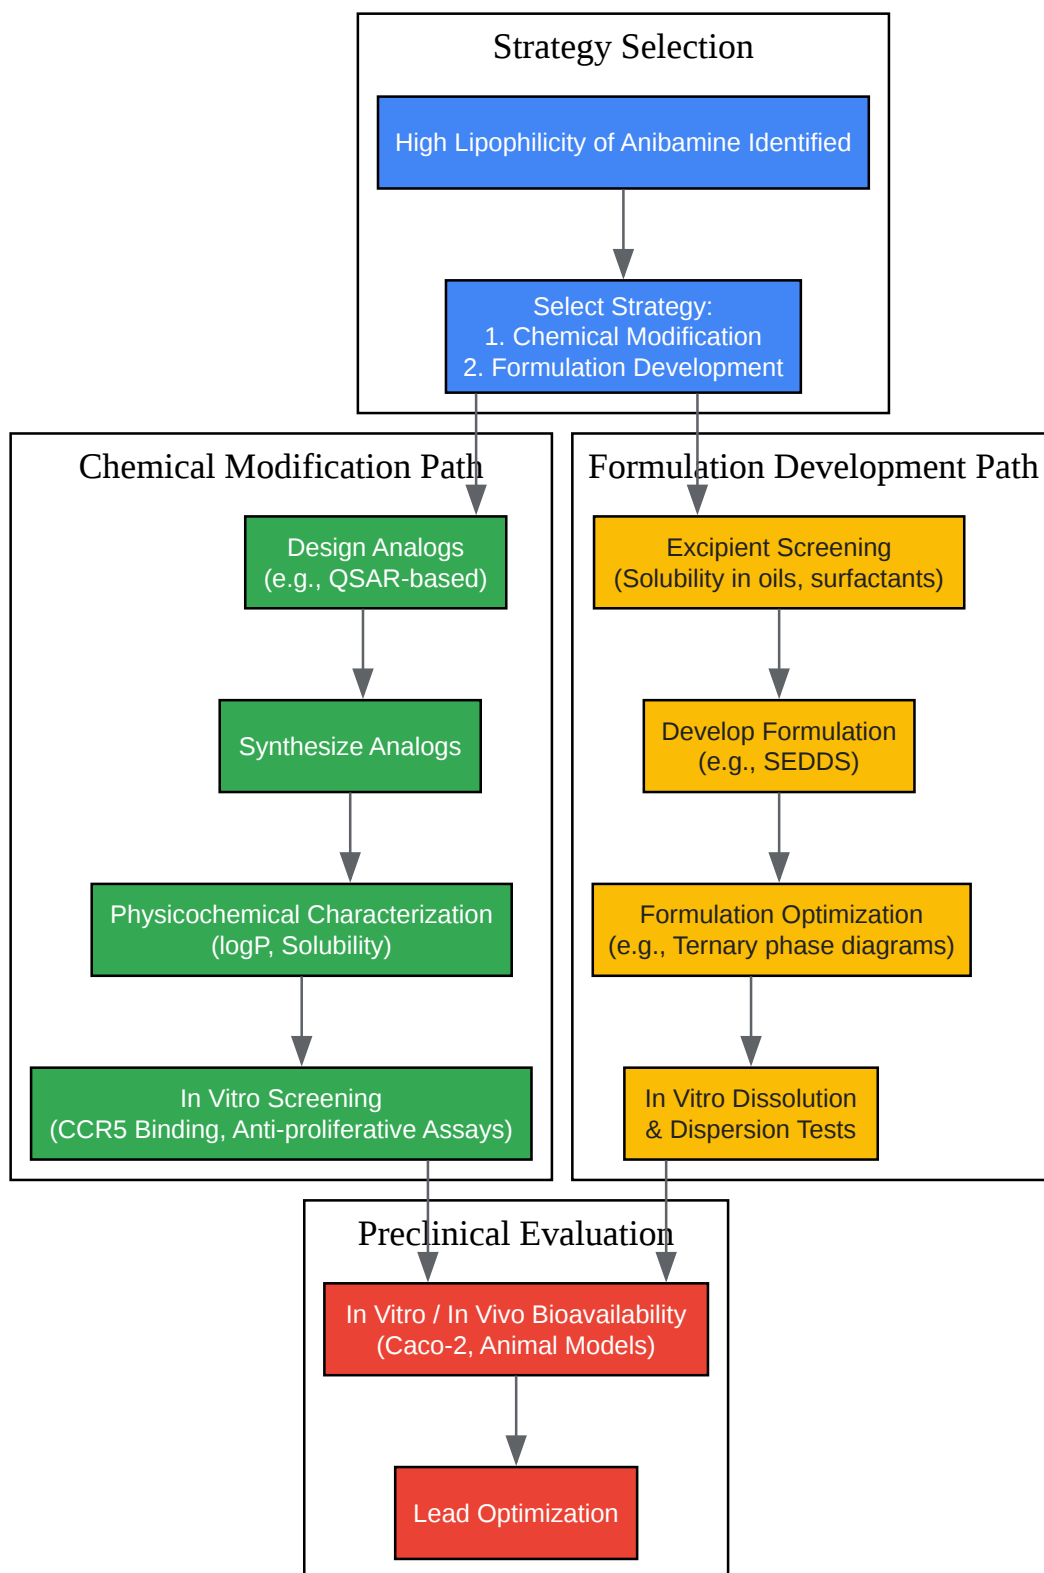 Strategy Selection
High Lipophilicity of Anibamine Identified
Select Strategy:
1. Chemical Modification
2. Formulation Development
Chemical Modification Path
Design Analogs
(e.g., QSAR-based)
Synthesize Analogs
Physicochemical Characterization
(logP, Solubility)
In Vitro Screening
(CCR5 Binding, Anti-proliferative Assays)
Formulation Development Path
Excipient Screening
(Solubility in oils, surfactants)
Develop Formulation
(e.g., SEDDS)
Formulation Optimization
(e.g., Ternary phase diagrams)
In Vitro Dissolution
& Dispersion Tests
Preclinical Evaluation
In Vitro / In Vivo Bioavailability
(Caco-2, Animal Models)
Lead Optimization